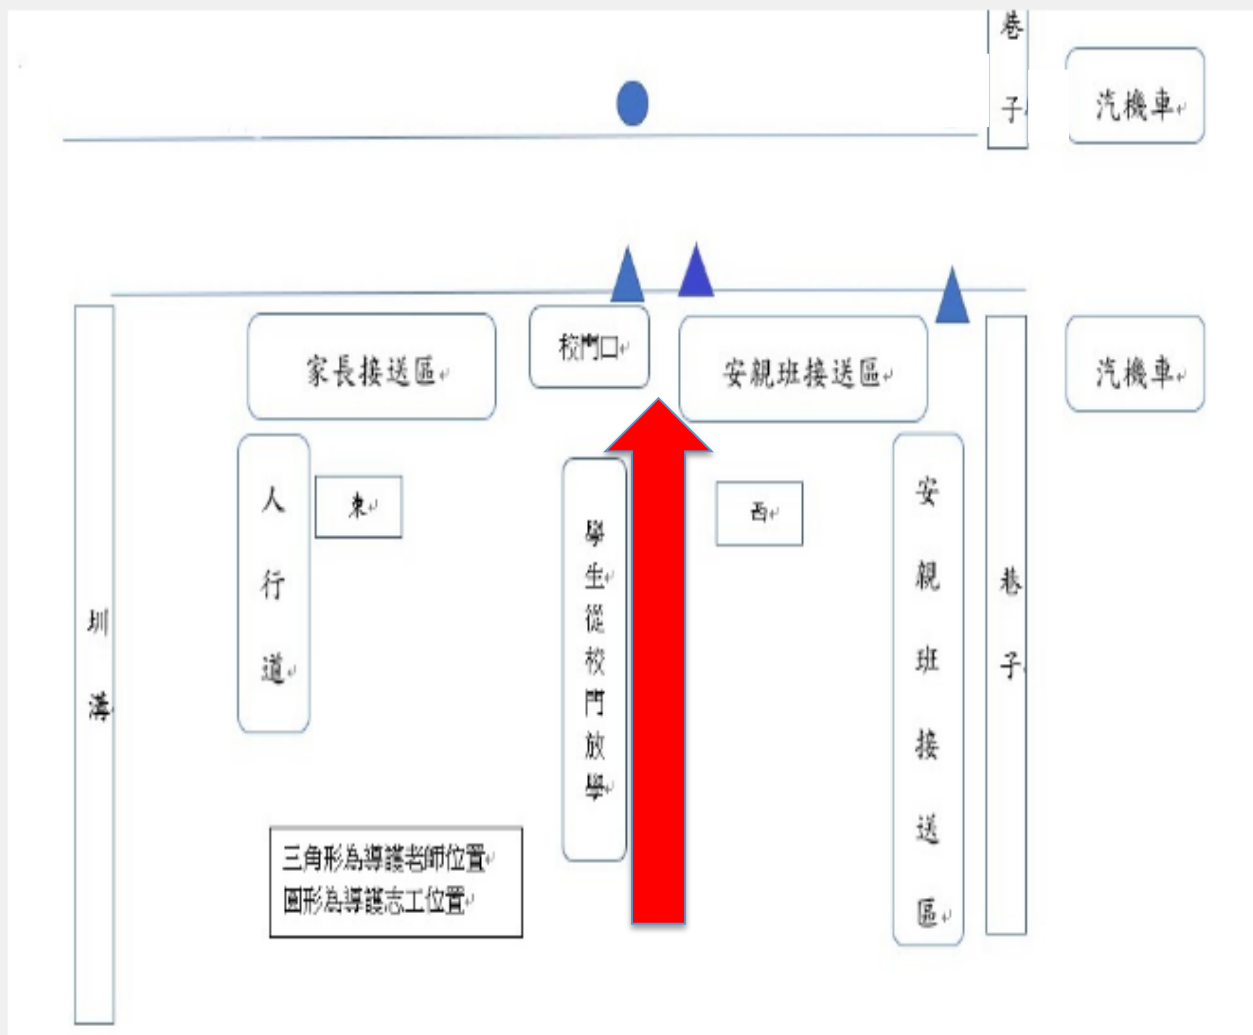 巷子
汽機車
校門口
家長接送區
安親班接送區
汽機車
人行道
東
西
學生從校門放學
安親班接送區
巷子
圳溝
三角形為導護老師位置
圓形為導護志工位置